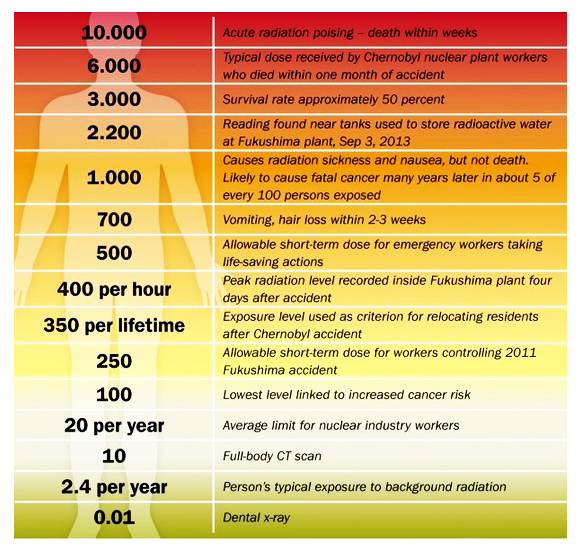 10.000 Acute radiation poising – death within weeks
6.000 Typical dose received by Chernobyl nuclear plant workers
who died within one month of accident
3.000 Survival rate approximately 50 percent
2.200 Reading found near tanks used to store radioactive water
at Fukushima plant, Sep 3, 2013
1.000 Causes radiation sickness and nausea, but not death.
Likely to cause fatal cancer many years later in about 5 of
every 100 persons exposed
700 Vomiting, hair loss within 2-3 weeks
500 Allowable short-term dose for emergency workers taking
life-saving actions
400 per hour Peak radiation level recorded inside Fukushima plant four
days after accident
350 per lifetime Exposure level used as criterion for relocating residents
after Chernobyl accident
250 Allowable short-term dose for workers controlling 2011
Fukushima accident
100 Lowest level linked to increased cancer risk
20 per year Average limit for nuclear industry workers
10 Full-body CT scan
2.4 per year Person's typical exposure to background radiation
0.01 Dental x-ray